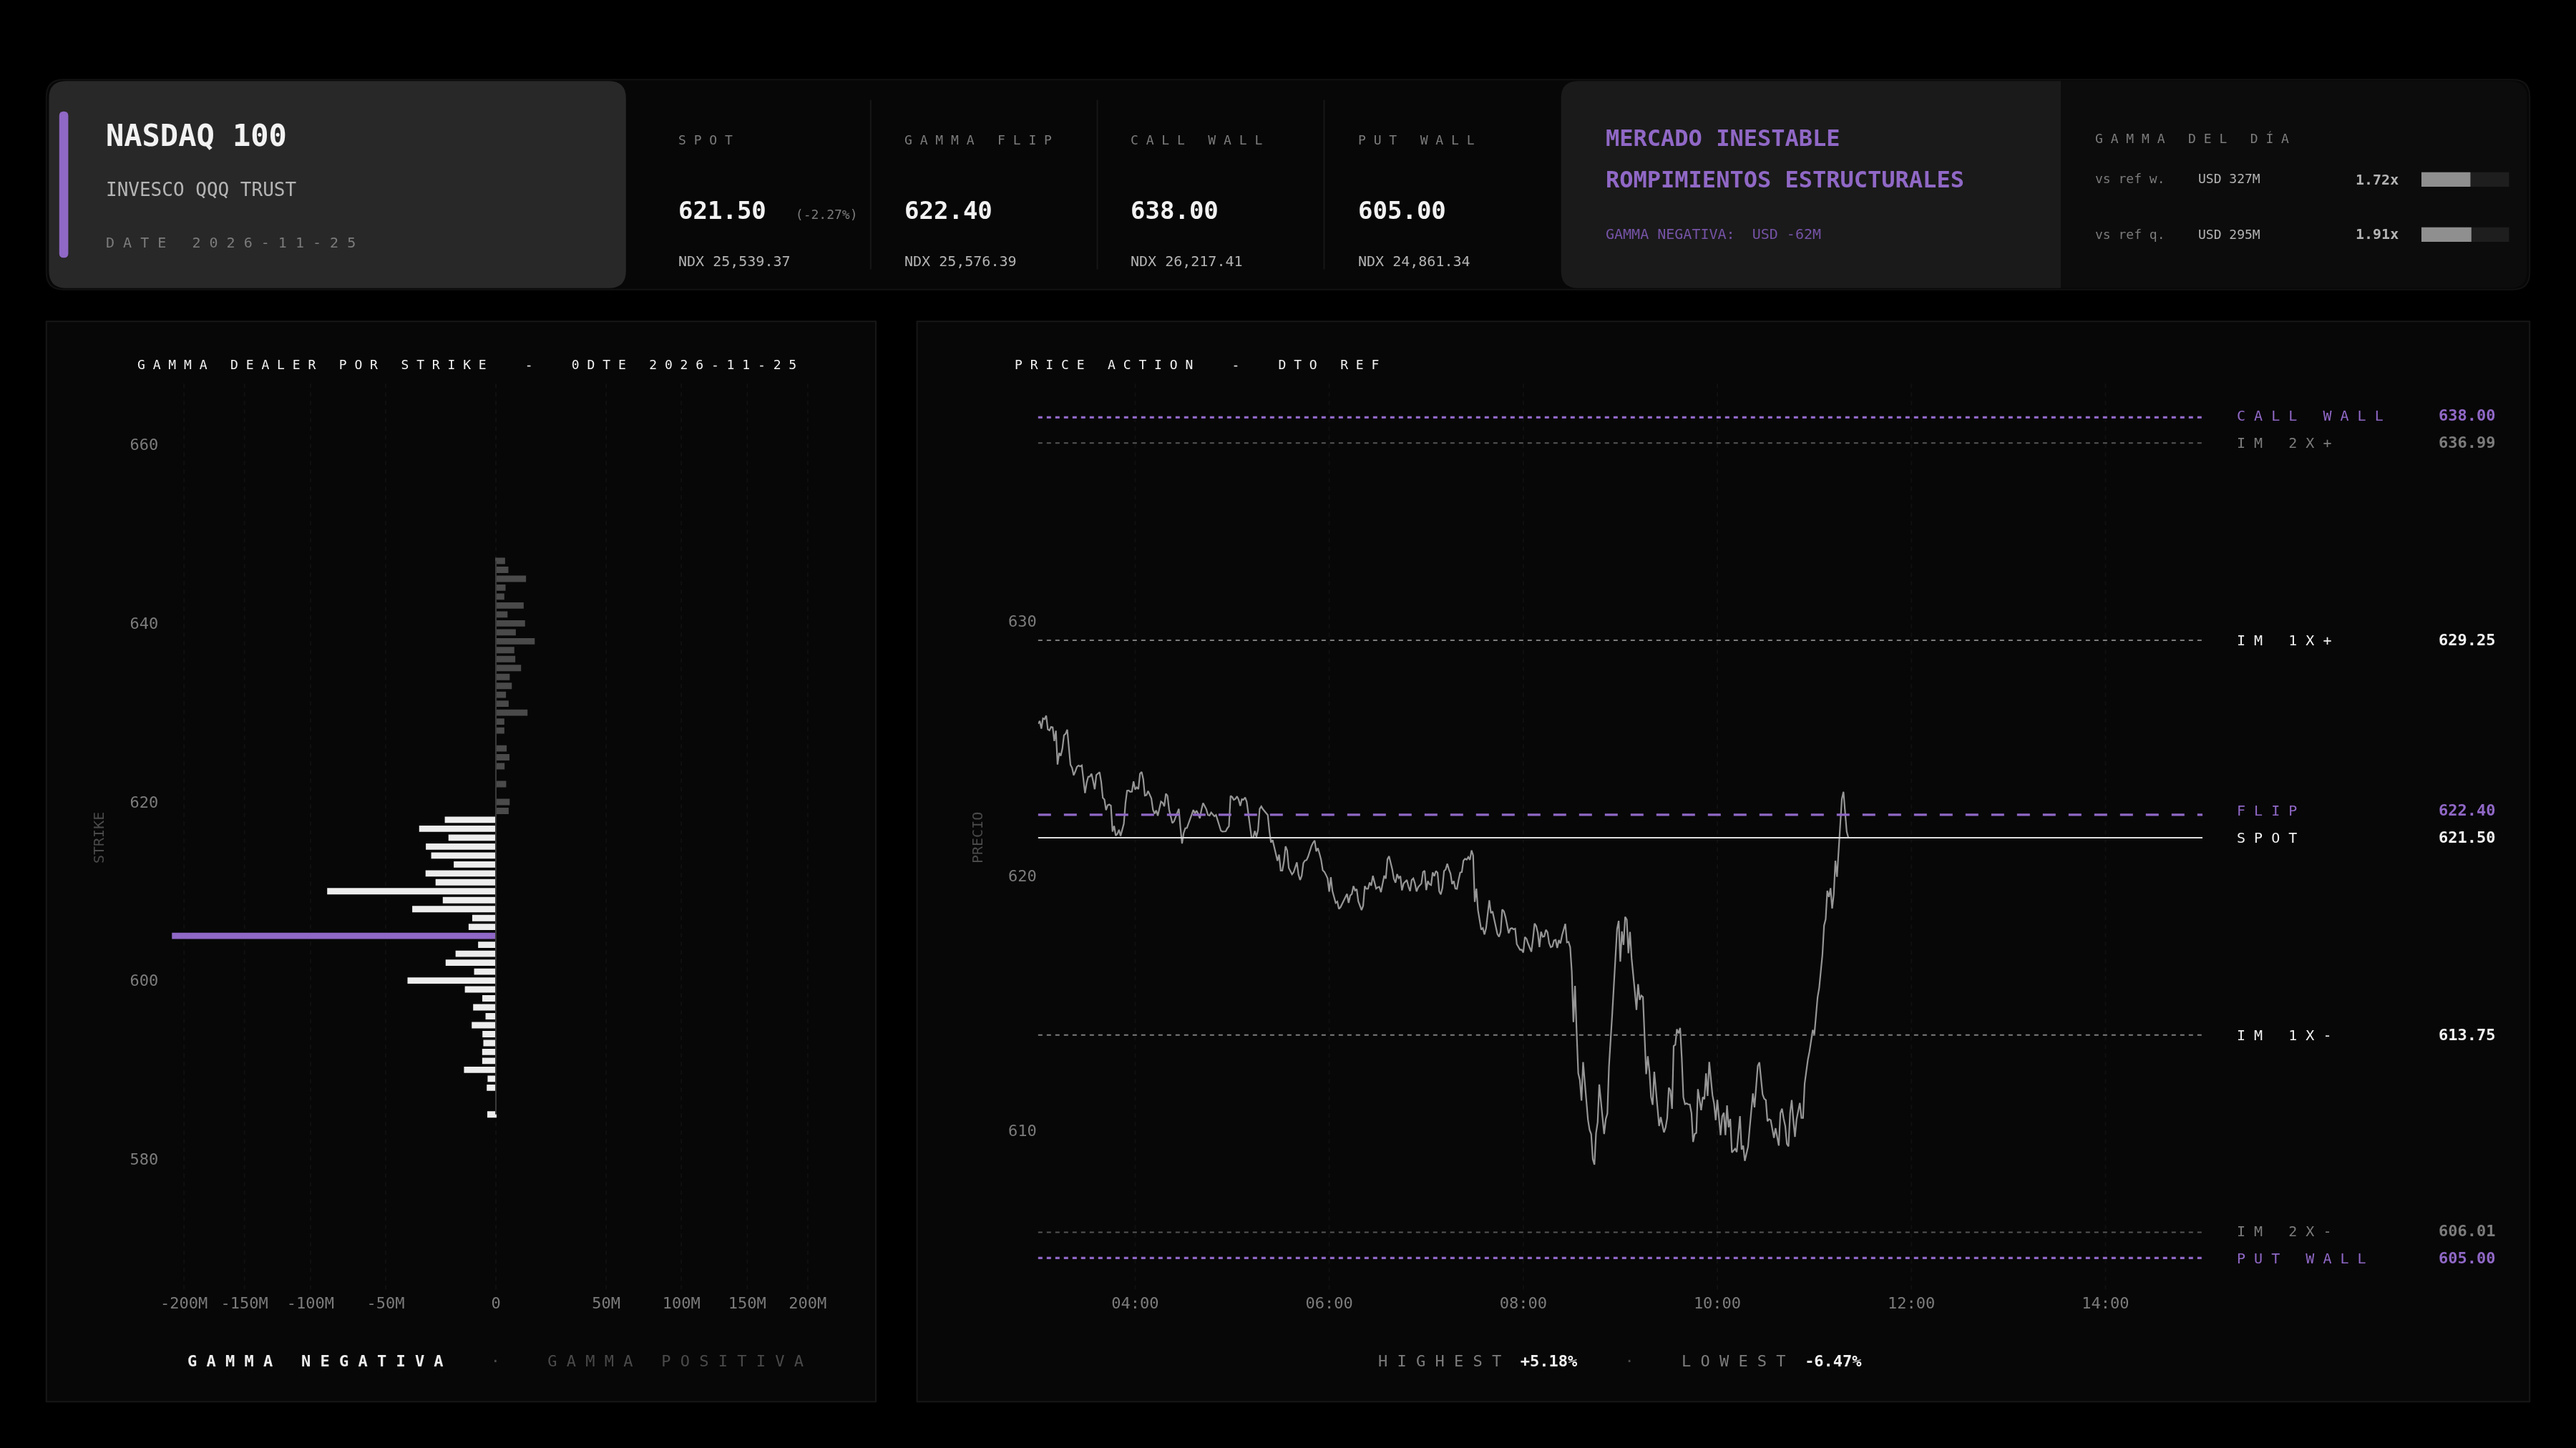 NASDAQ 100
INVESCO QQQ TRUST
DATE 2026-11-25
SPOT
621.50 (-2.27%)
NDX 25,539.37
GAMMA FLIP
622.40
NDX 25,576.39
CALL WALL
638.00
NDX 26,217.41
PUT WALL
605.00
NDX 24,861.34
MERCADO INESTABLE
ROMPIMIENTOS ESTRUCTURALES
GAMMA NEGATIVA: USD -62M
GAMMA DEL DÍA
vs ref w. USD 327M 1.72x
vs ref q. USD 295M 1.91x
GAMMA DEALER POR STRIKE - 0DTE 2026-11-25
STRIKE
660
640
620
600
580
-200M -150M -100M -50M 0 50M 100M 150M 200M
GAMMA NEGATIVA · GAMMA POSITIVA
PRICE ACTION - DTO REF
PRECIO
630
620
610
CALL WALL 638.00
IM 2X+ 636.99
IM 1X+ 629.25
FLIP 622.40
SPOT 621.50
IM 1X- 613.75
IM 2X- 606.01
PUT WALL 605.00
04:00 06:00 08:00 10:00 12:00 14:00
HIGHEST +5.18% · LOWEST -6.47%